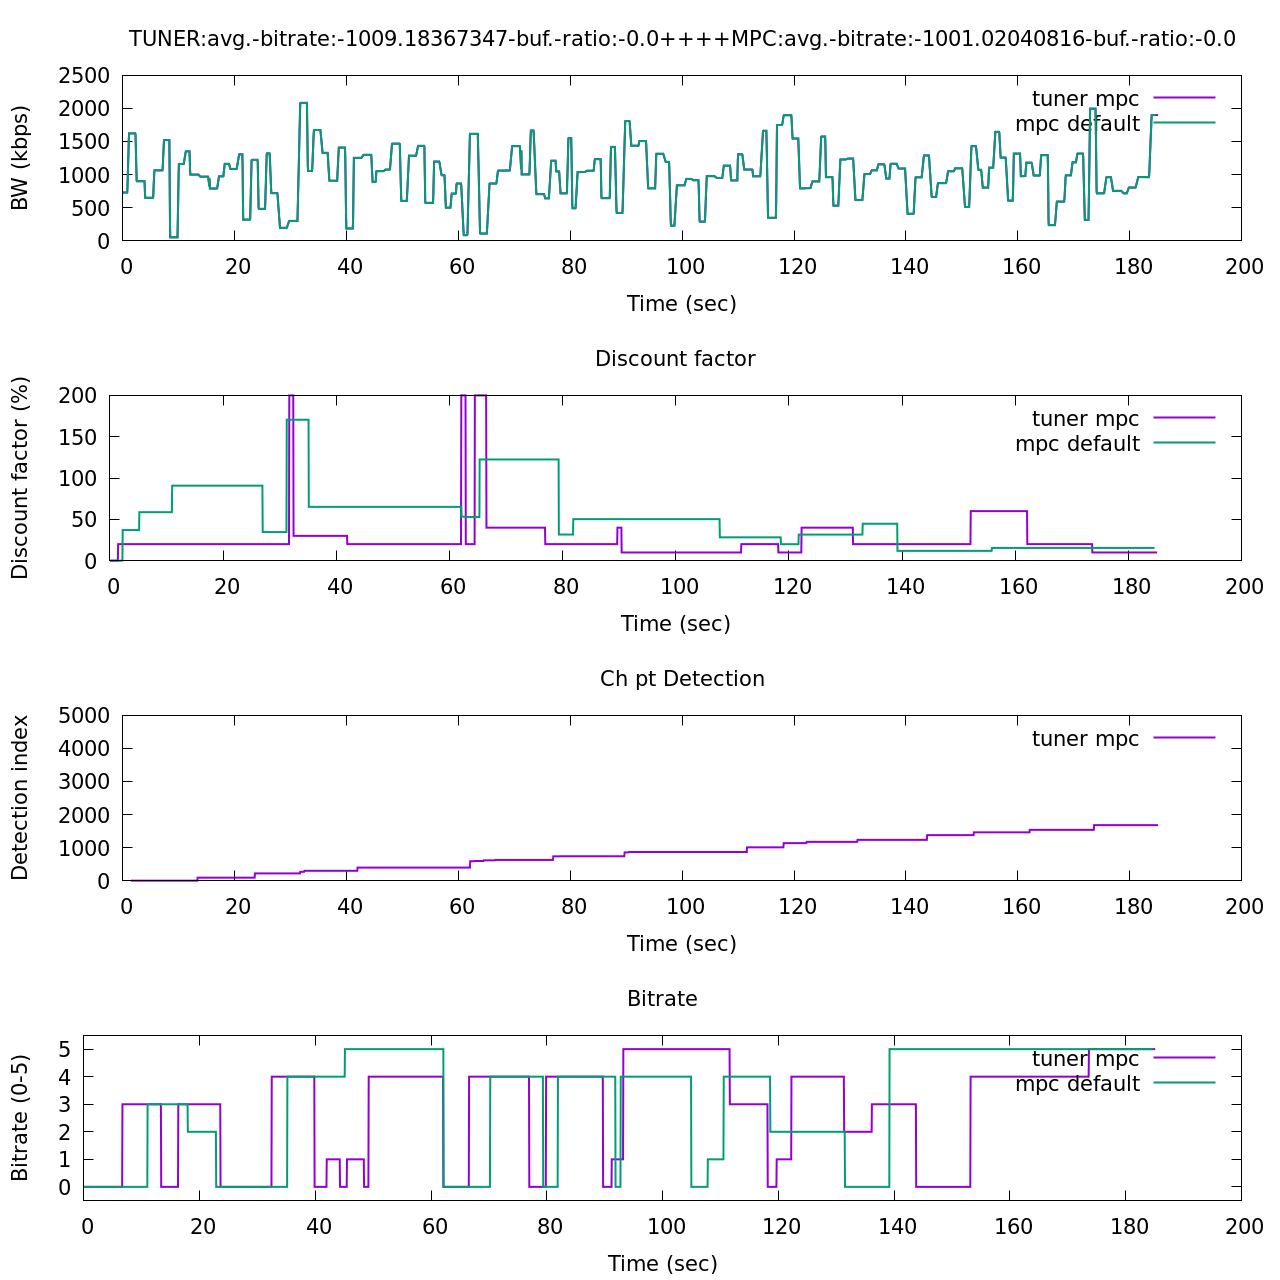 TUNER:avg.-bitrate:-1009.18367347-buf.-ratio:-0.0++++MPC:avg.-bitrate:-1001.02040816-buf.-ratio:-0.0
BW (kbps)
2500
2000
1500
1000
500
0
tuner mpc
mpc default
0 20 40 60 80 100 120 140 160 180 200
Time (sec)
Discount factor
Discount factor (%)
200
150
100
50
0
tuner mpc
mpc default
0 20 40 60 80 100 120 140 160 180 200
Time (sec)
Ch pt Detection
Detection index
5000
4000
3000
2000
1000
0
tuner mpc
0 20 40 60 80 100 120 140 160 180 200
Time (sec)
Bitrate
Bitrate (0-5)
5
4
3
2
1
0
tuner mpc
mpc default
0 20 40 60 80 100 120 140 160 180 200
Time (sec)